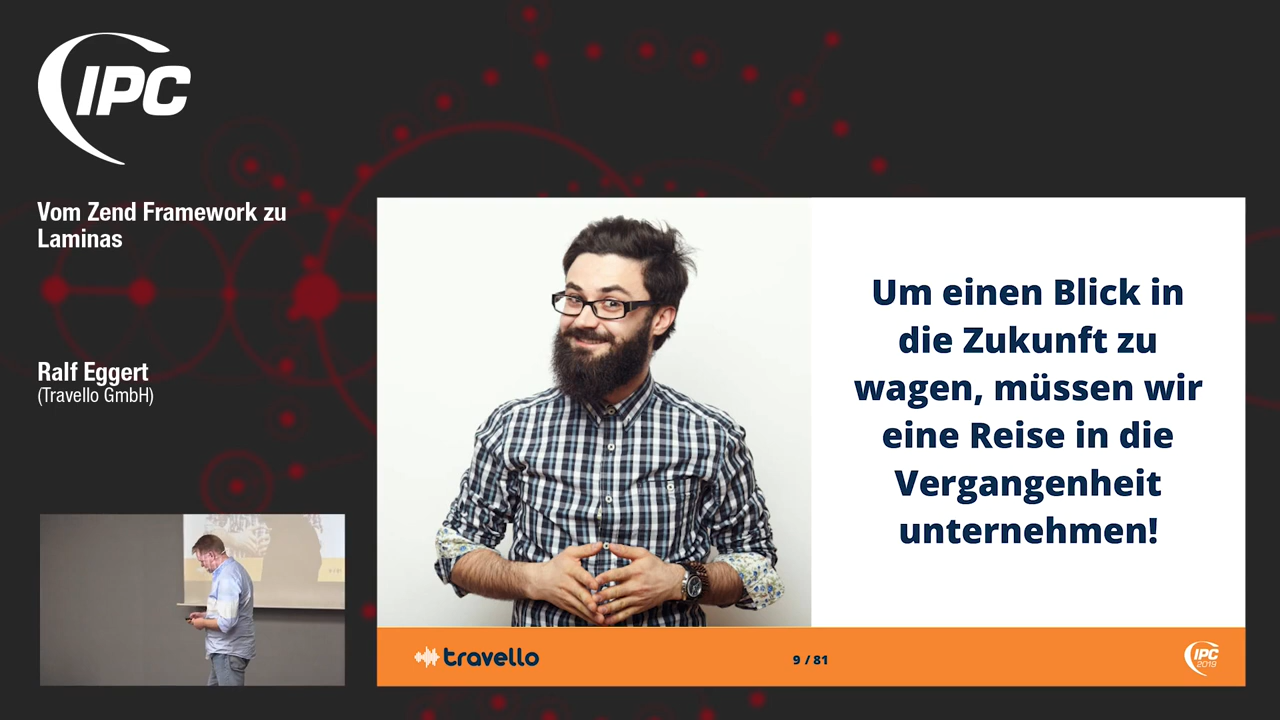 IPC
Vom Zend Framework zu
Laminas
Ralf Eggert
(Travello GmbH)
Um einen Blick in
die Zukunft zu
wagen, müssen wir
eine Reise in die
Vergangenheit
unternehmen!
travello
9 / 81
IPC
2019